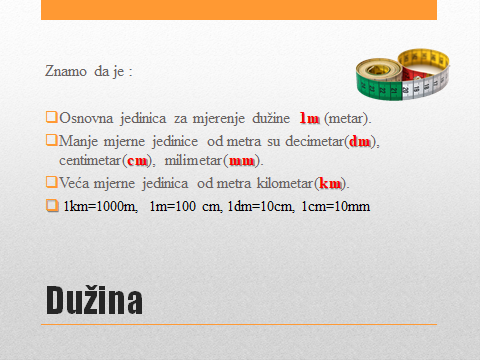 Znamo da je :
Osnovna jedinica za mjerenje dužine 1m (metar).
Manje mjerne jedinice od metra su decimetar(dm),
centimetar(cm), milimetar(mm).
Veća mjerne jedinica od metra kilometar(km).
1km=1000m, 1m=100 cm, 1dm=10cm, 1cm=10mm
Dužina